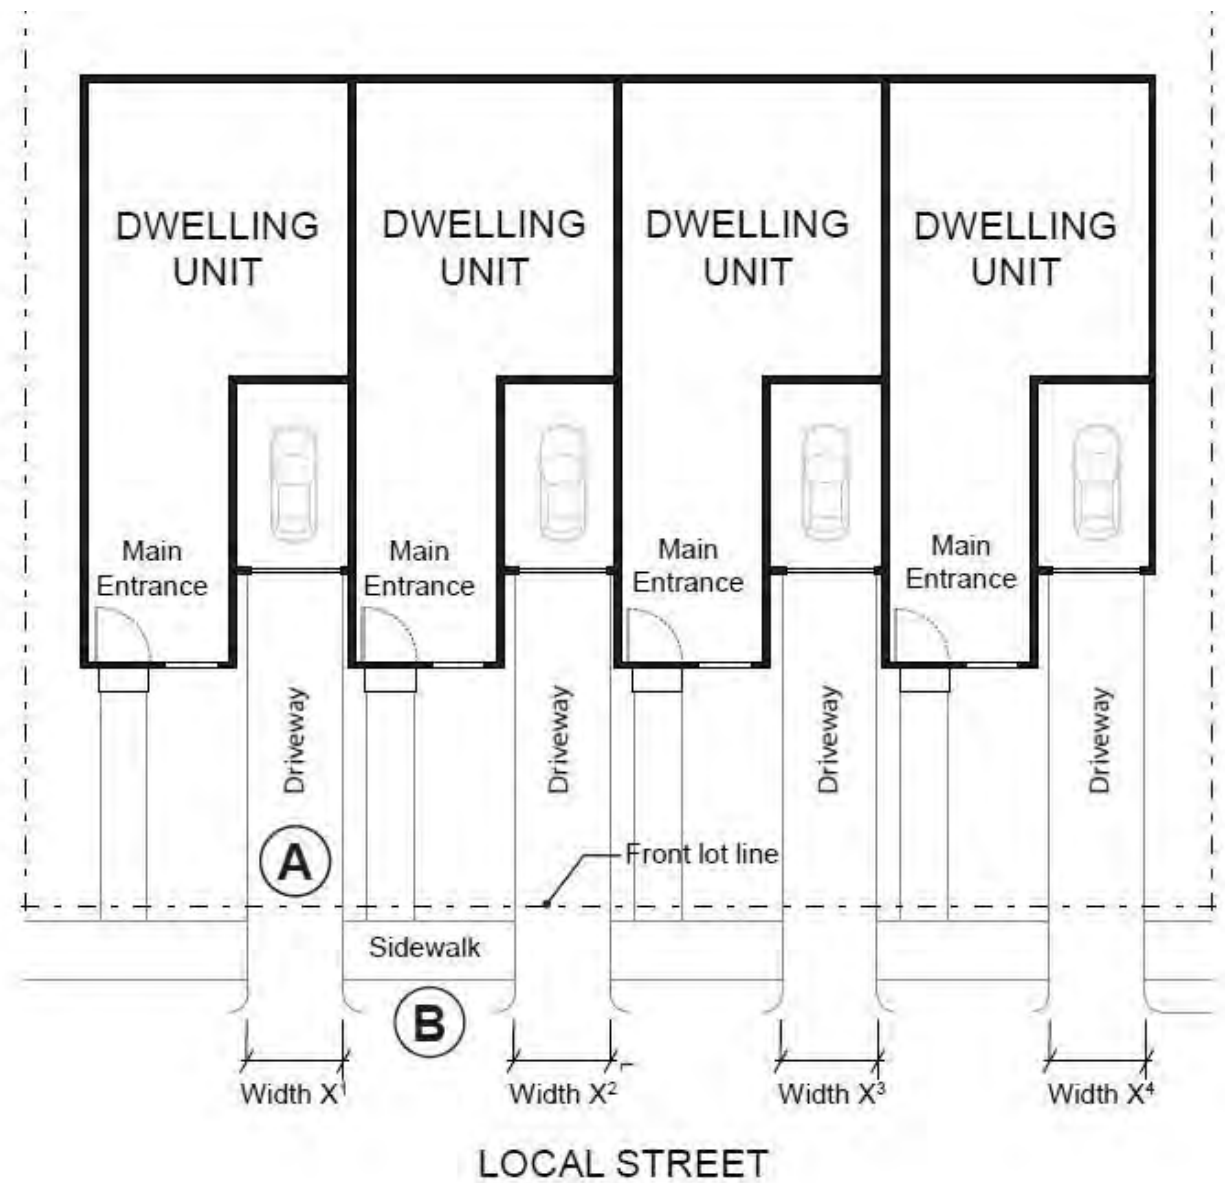 DWELLING
UNIT
DWELLING
UNIT
DWELLING
UNIT
DWELLING
UNIT
Main
Entrance
Main
Entrance
Main
Entrance
Main
Entrance
Driveway
Driveway
Driveway
Driveway
A
Front lot line
Sidewalk
B
Width X¹
Width X²
Width X³
Width X⁴
LOCAL STREET